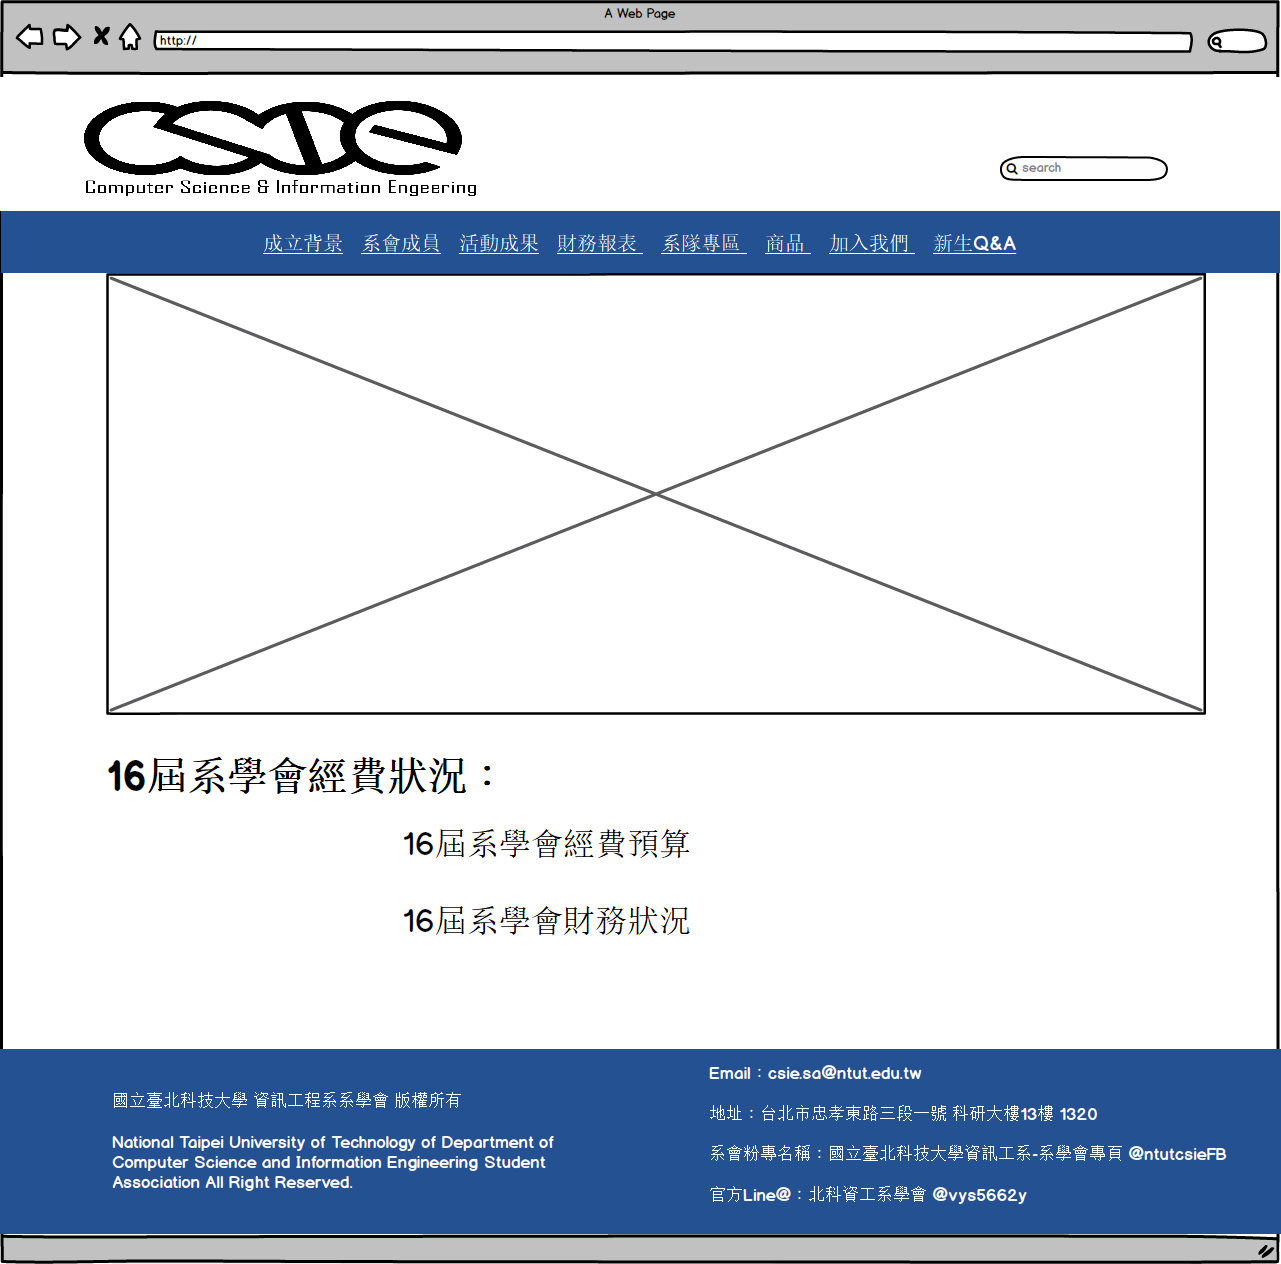 A Web Page
http://
csie
Computer Science & Information Engeering
search
成立背景 系會成員 活動成果 財務報表 系隊專區 商品 加入我們 新生Q&A
16屆系學會經費狀況：
16屆系學會經費預算
16屆系學會財務狀況
國立臺北科技大學 資訊工程系系學會 版權所有
National Taipei University of Technology of Department of
Computer Science and Information Engineering Student
Association All Right Reserved.
Email：csie.sa@ntut.edu.tw
地址：台北市忠孝東路三段一號 科研大樓13樓 1320
系會粉專名稱：國立臺北科技大學資訊工系-系學會專頁 @ntutcsieFB
官方Line@：北科資工系學會 @vys5662y